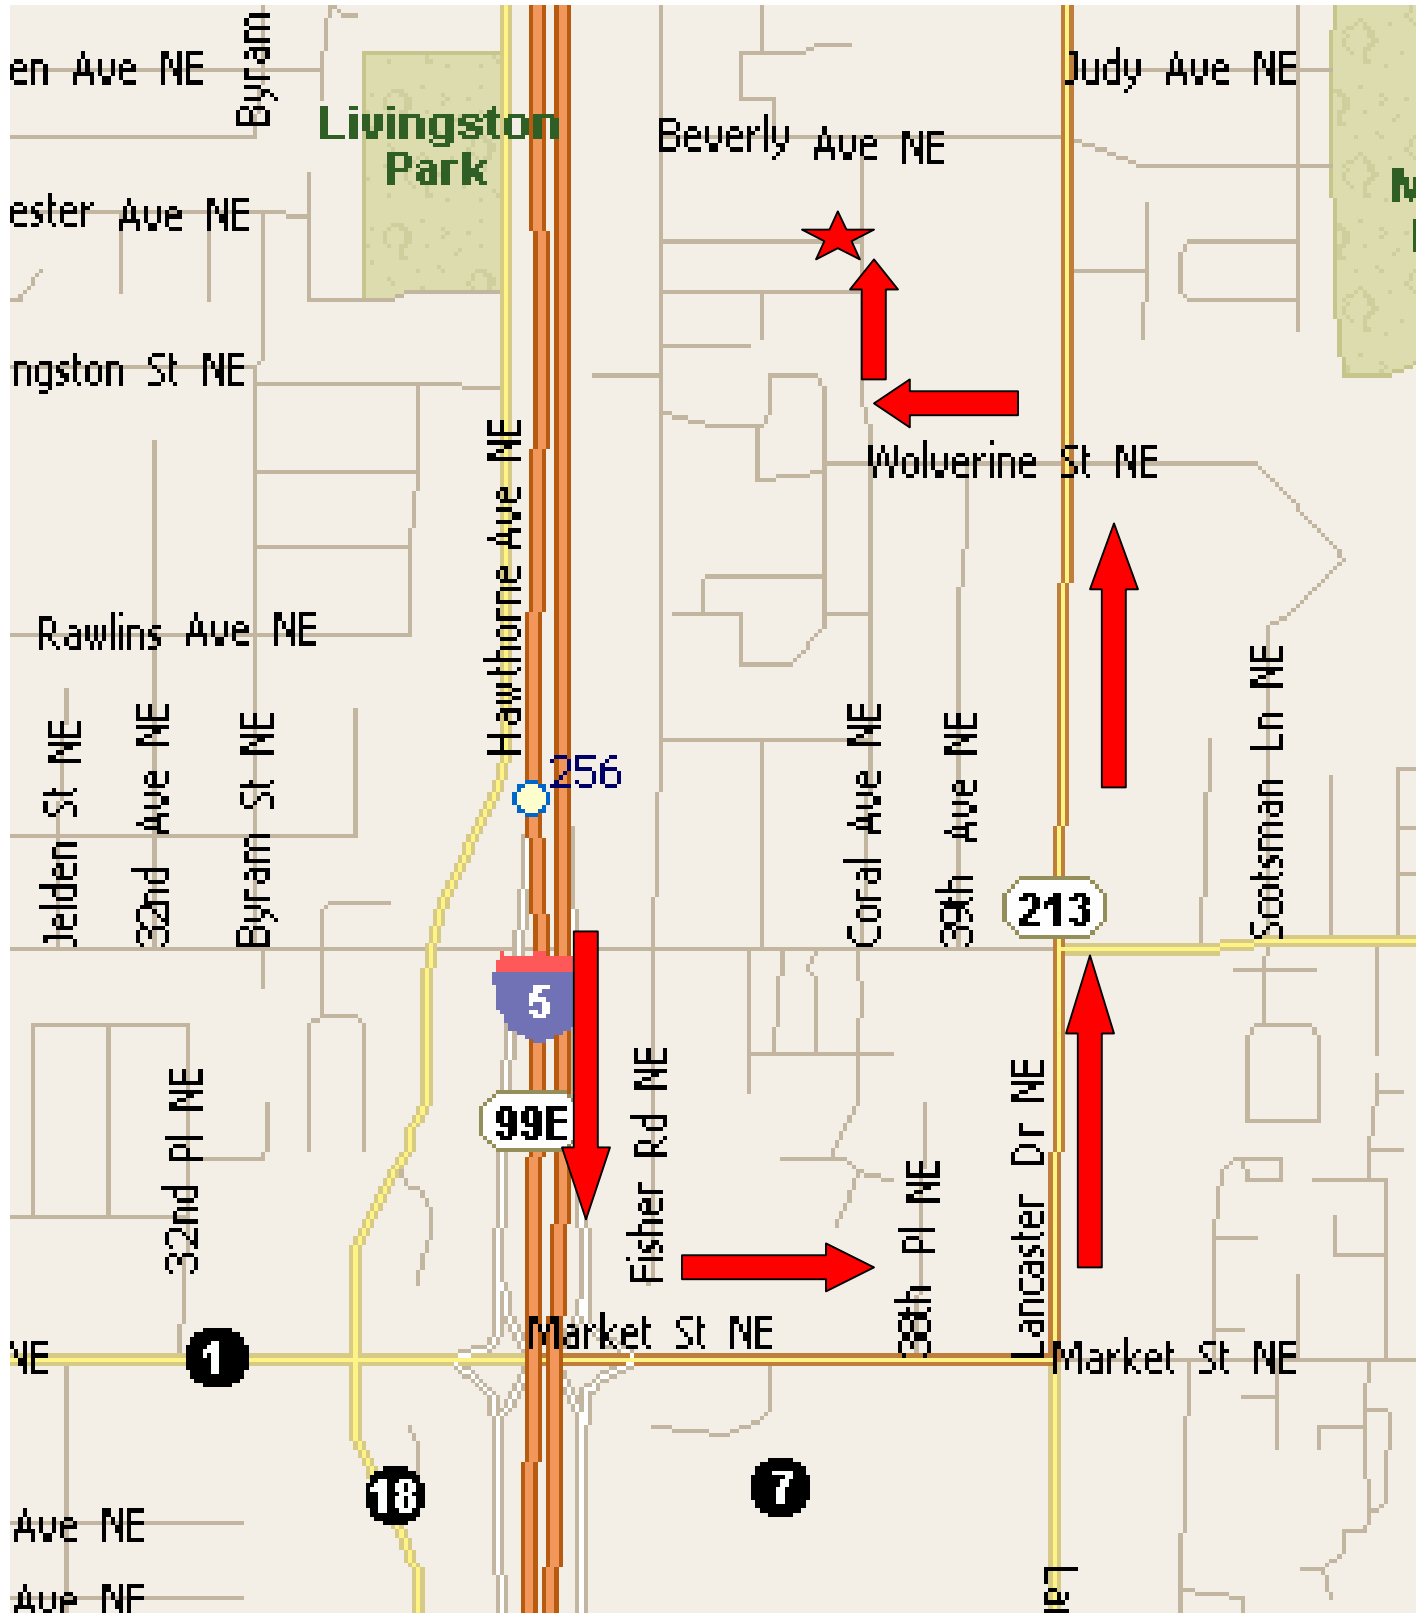 Byram
en Ave NE
Judy Ave NE
Livingston
Park
Beverly Ave NE
ester Ave NE
ngston St NE
Hawthorne Ave NE
Wolverine St NE
Rawlins Ave NE
256
Jelden St NE
32nd Ave NE
Byram St NE
Coral Ave NE
39th Ave NE
Scotsman Ln NE
213
5
99E
32nd Pl NE
Fisher Rd NE
38th Pl NE
Lancaster Dr NE
Market St NE
NE
1
Market St NE
18
7
Ave NE
Ave NE